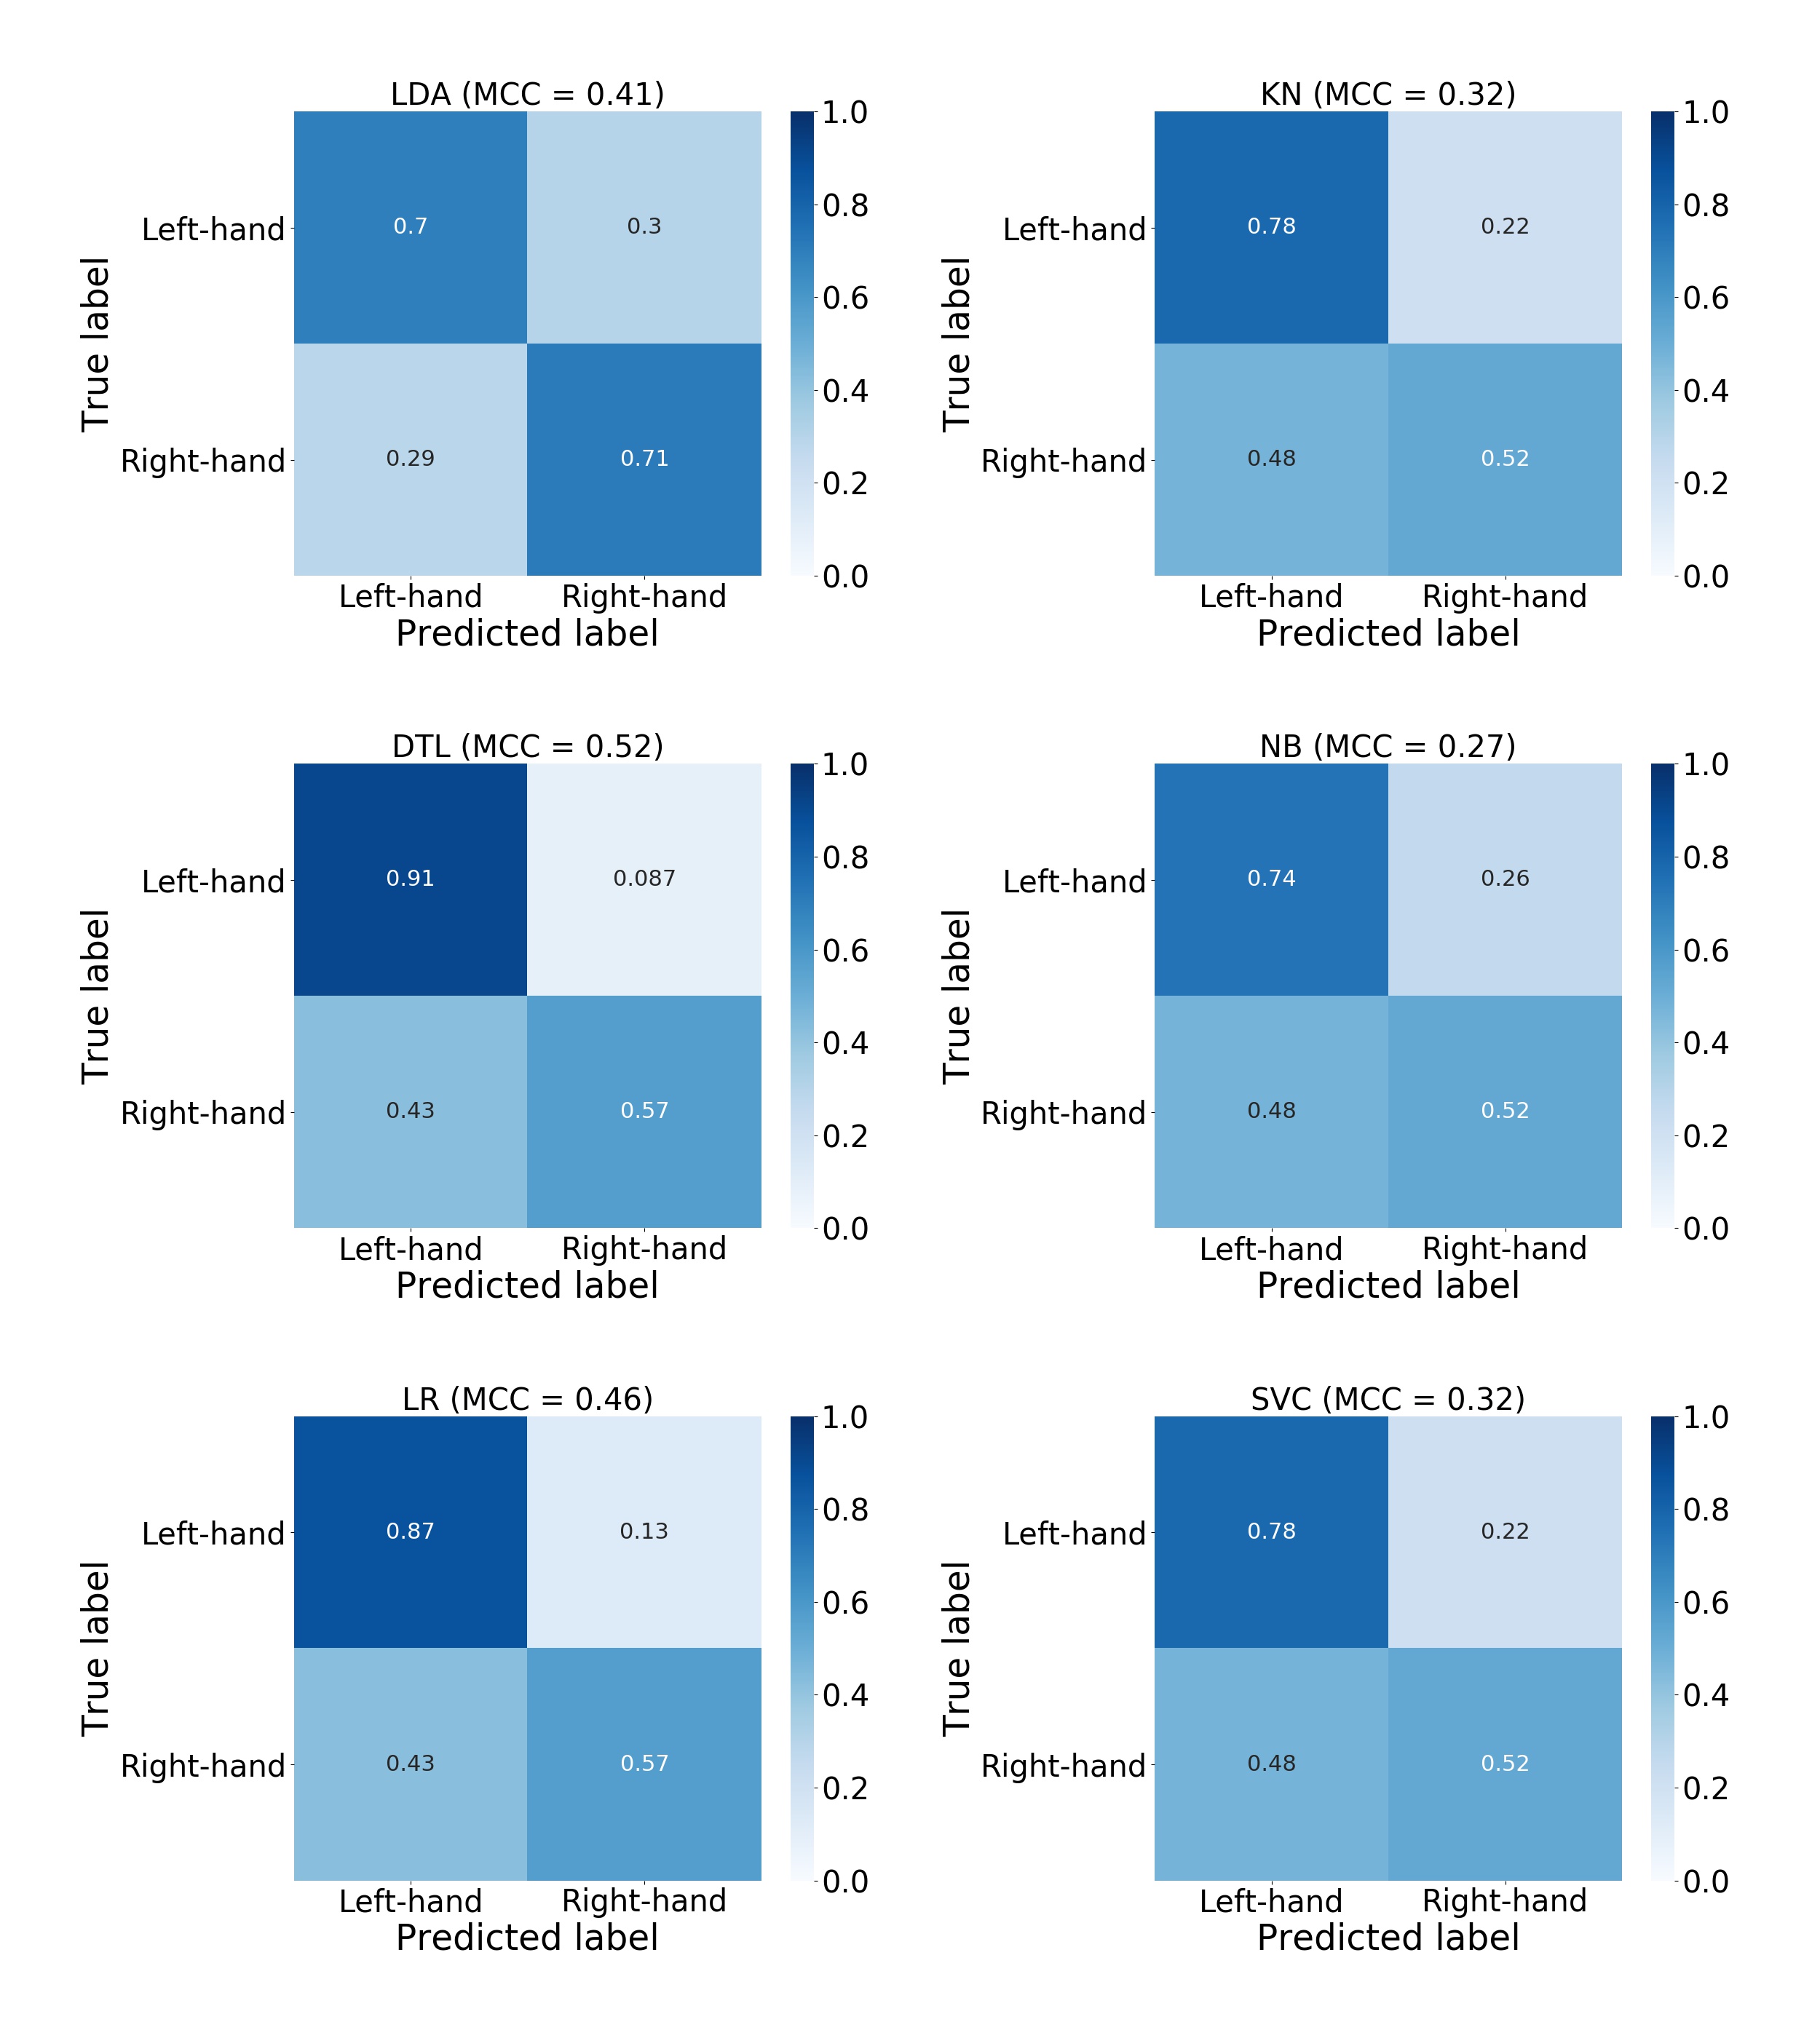 LDA (MCC = 0.41)
1.0
0.8
0.6
0.4
0.2
0.0
True label
Left-hand
Right-hand
0.7 0.3
0.29 0.71
Left-hand Right-hand
Predicted label
KN (MCC = 0.32)
1.0
0.8
0.6
0.4
0.2
0.0
True label
Left-hand
Right-hand
0.78 0.22
0.48 0.52
Left-hand Right-hand
Predicted label
DTL (MCC = 0.52)
1.0
0.8
0.6
0.4
0.2
0.0
True label
Left-hand
Right-hand
0.91 0.087
0.43 0.57
Left-hand Right-hand
Predicted label
NB (MCC = 0.27)
1.0
0.8
0.6
0.4
0.2
0.0
True label
Left-hand
Right-hand
0.74 0.26
0.48 0.52
Left-hand Right-hand
Predicted label
LR (MCC = 0.46)
1.0
0.8
0.6
0.4
0.2
0.0
True label
Left-hand
Right-hand
0.87 0.13
0.43 0.57
Left-hand Right-hand
Predicted label
SVC (MCC = 0.32)
1.0
0.8
0.6
0.4
0.2
0.0
True label
Left-hand
Right-hand
0.78 0.22
0.48 0.52
Left-hand Right-hand
Predicted label